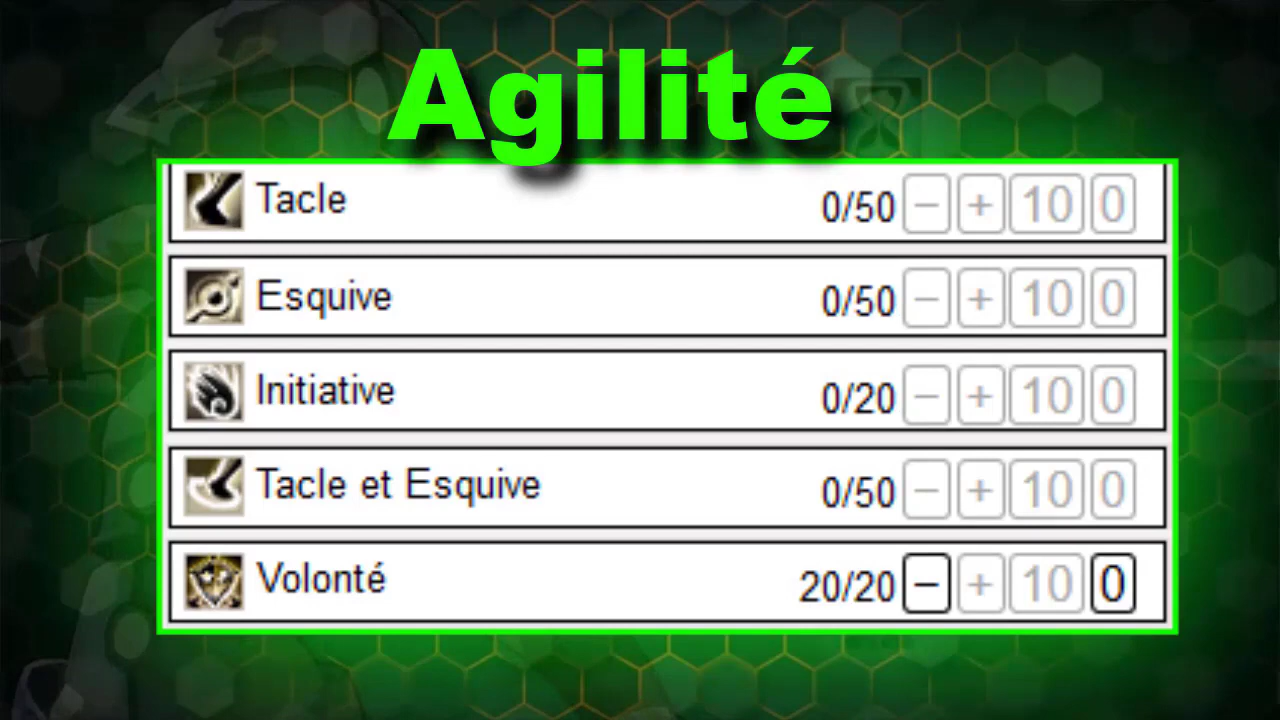 Agilité
Tacle 0/50 − + 10 0
Esquive 0/50 − + 10 0
Initiative 0/20 − + 10 0
Tacle et Esquive 0/50 − + 10 0
Volonté 20/20 − + 10 0